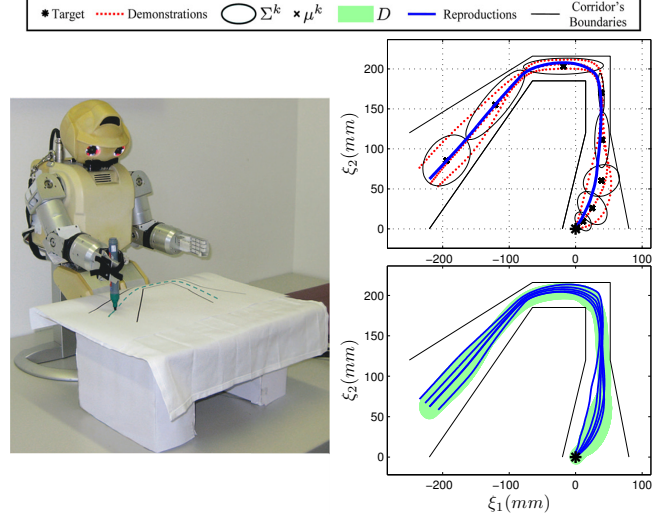 Target Demonstrations Σ^k μ^k D Reproductions Corridor's Boundaries
ξ₂(mm)
200
150
100
50
0
−200 −100 0 100
ξ₂(mm)
200
150
100
50
0
−200 −100 0 100
ξ₁(mm)